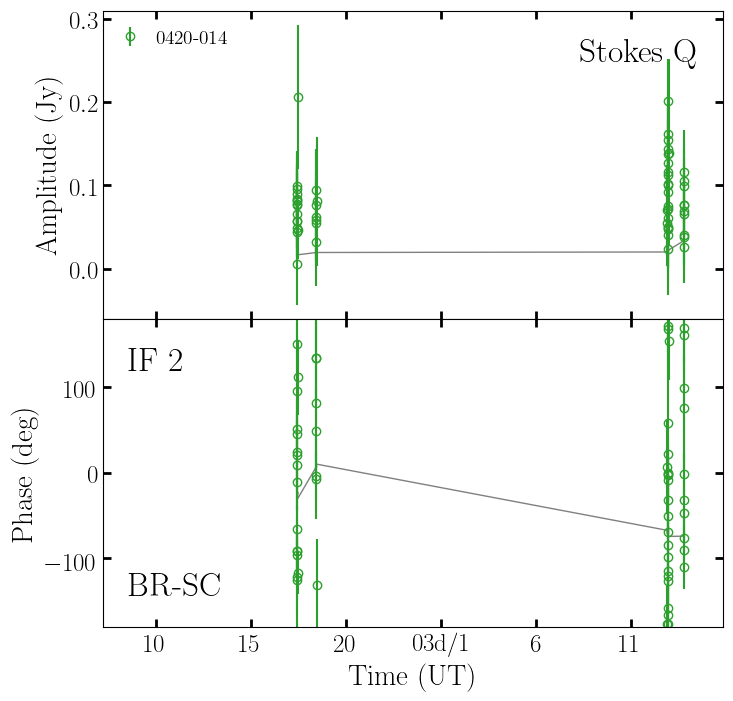 0420-014
Stokes Q
0.3
0.2
0.1
0.0
Amplitude (Jy)
IF 2
100
0
−100
Phase (deg)
BR-SC
10 15 20 03d/1 6 11
Time (UT)